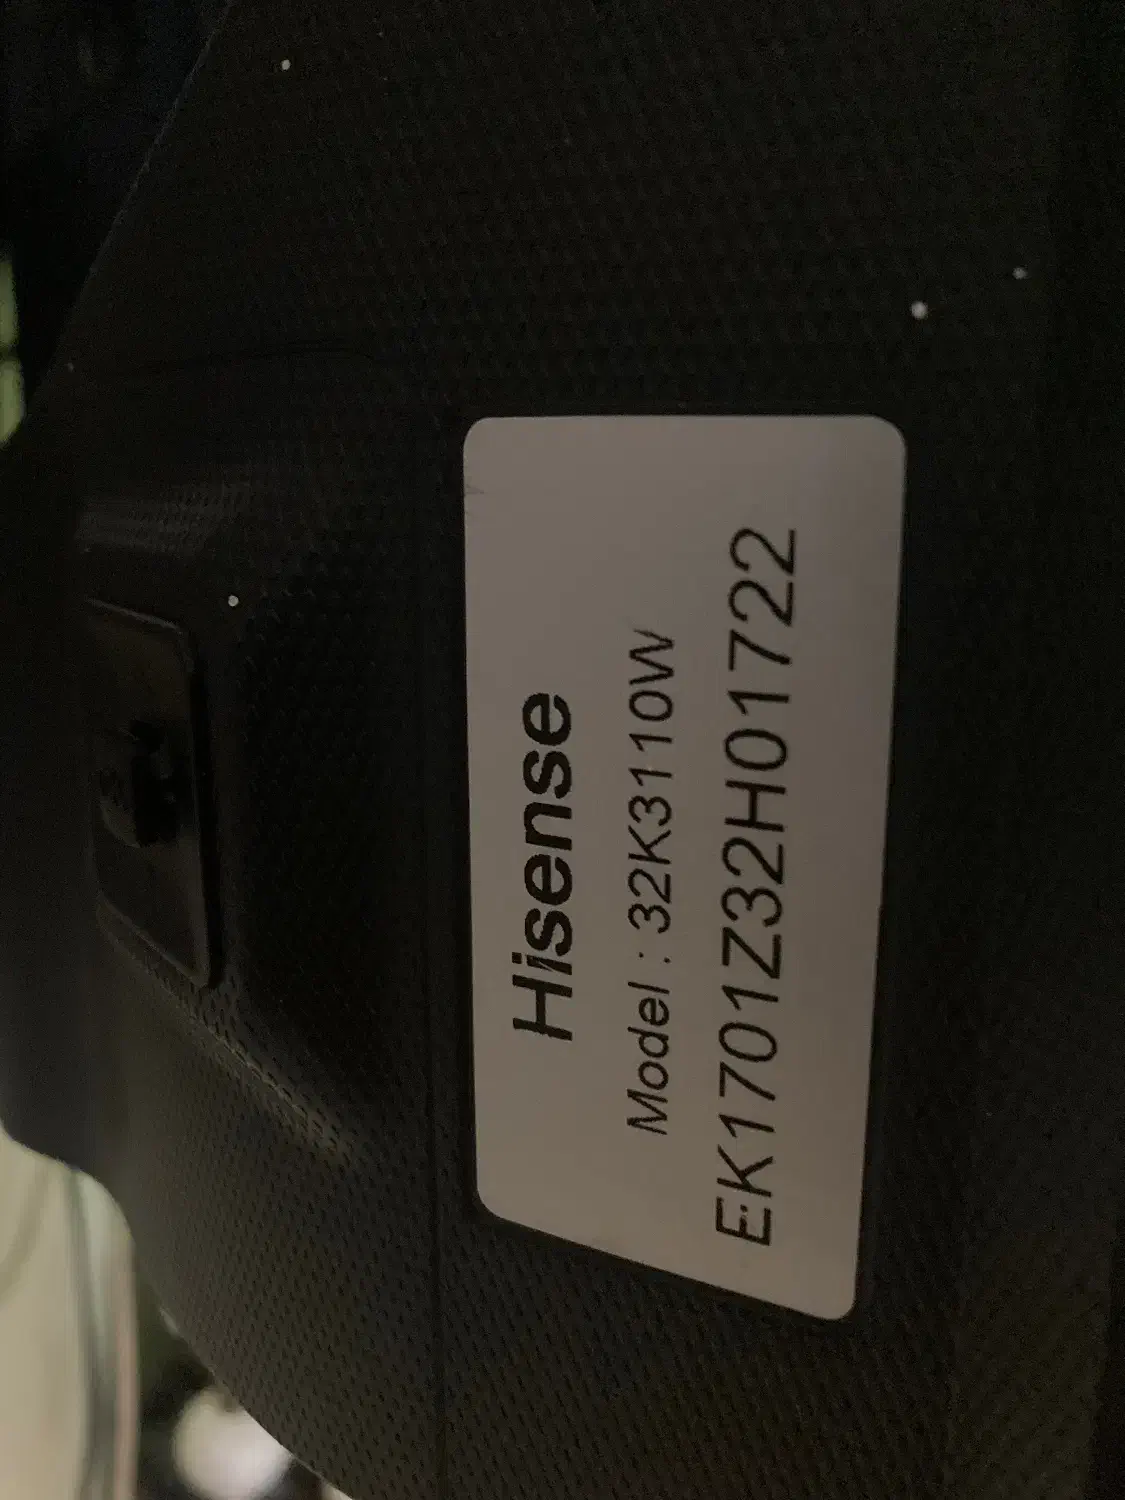 Hisense
Model : 32K3110W
EK1701Z32H01722